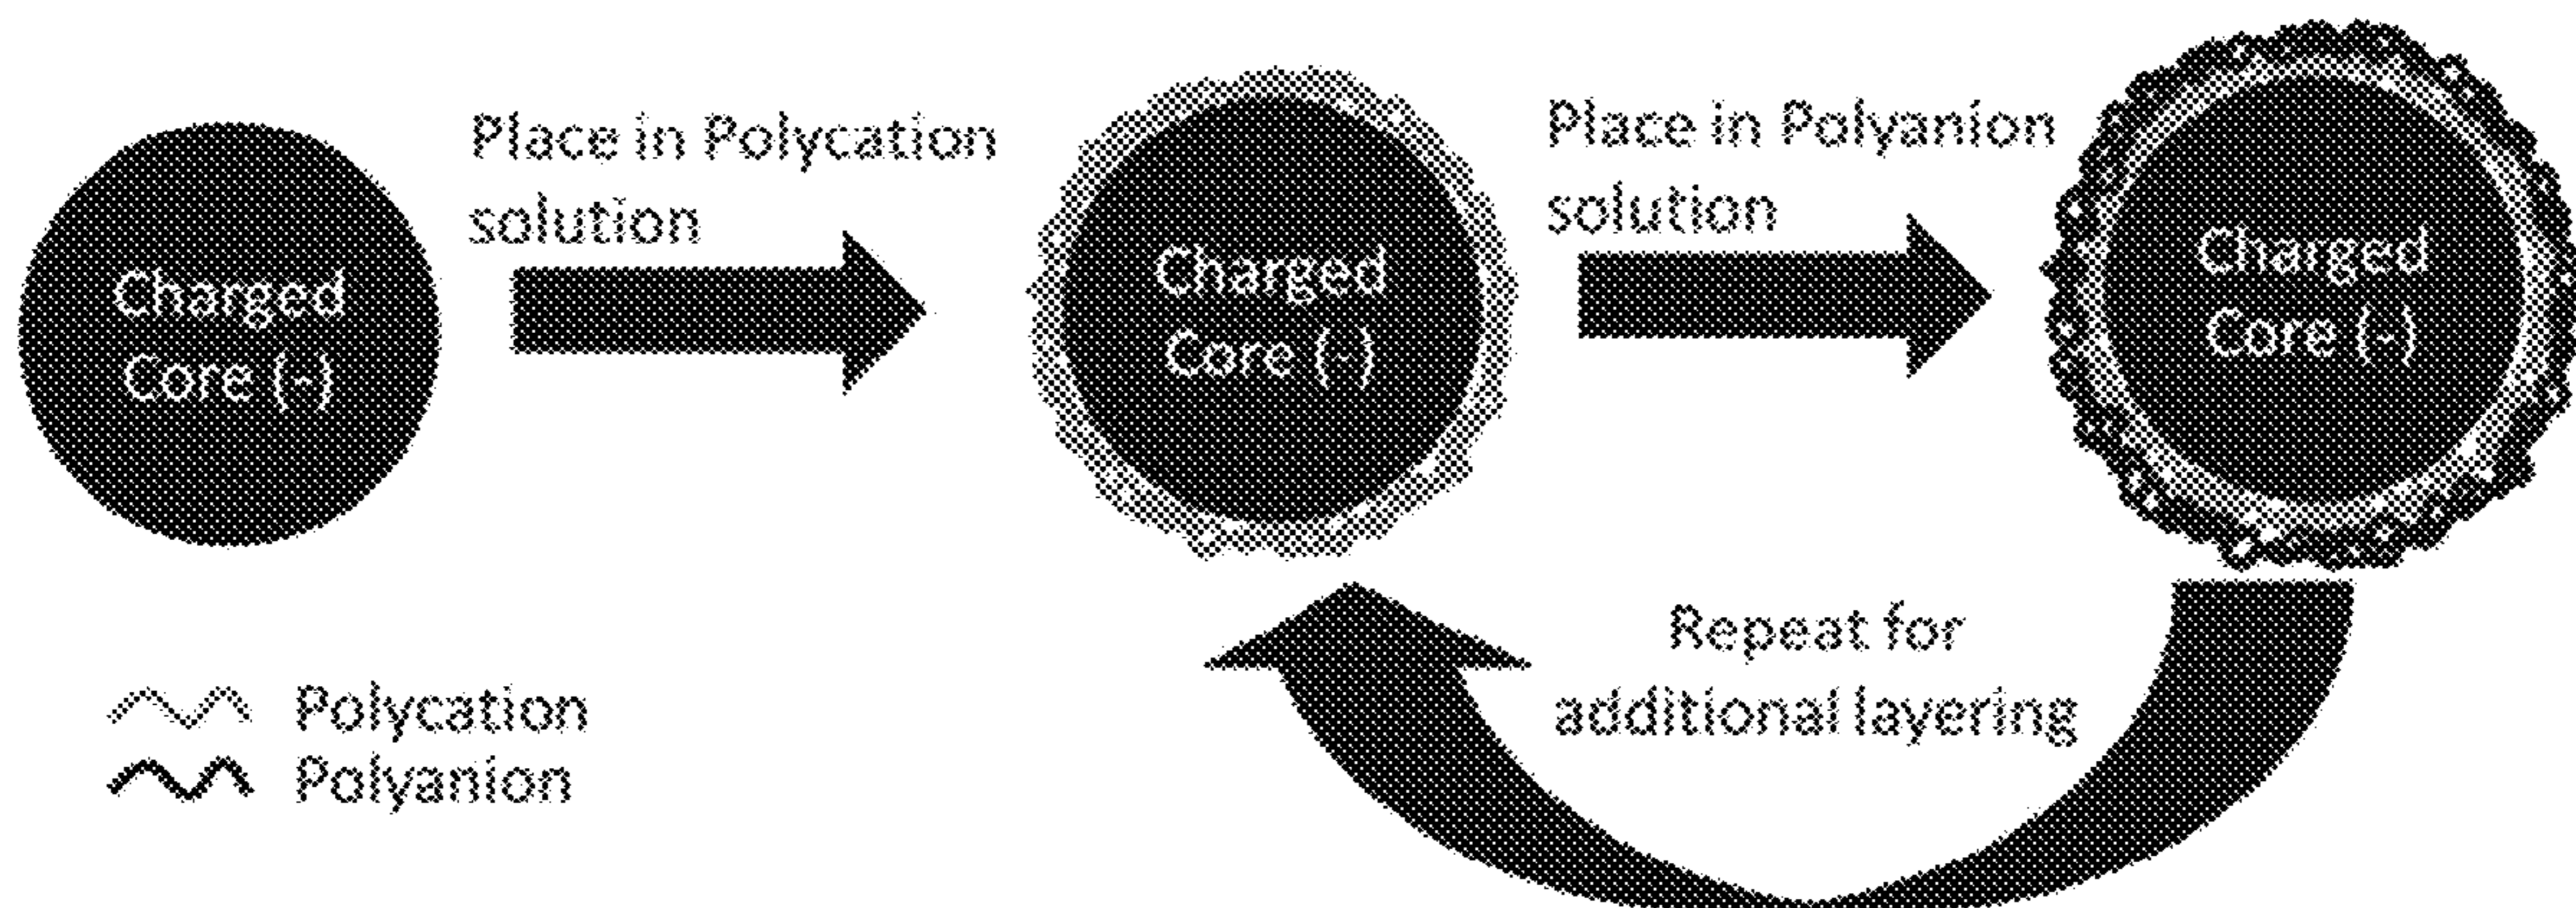 Charged
Core (-)
Place in Polycation
solution
Charged
Core (-)
Place in Polyanion
solution
Charged
Core (-)
Repeat for
additional layering
Polycation
Polyanion